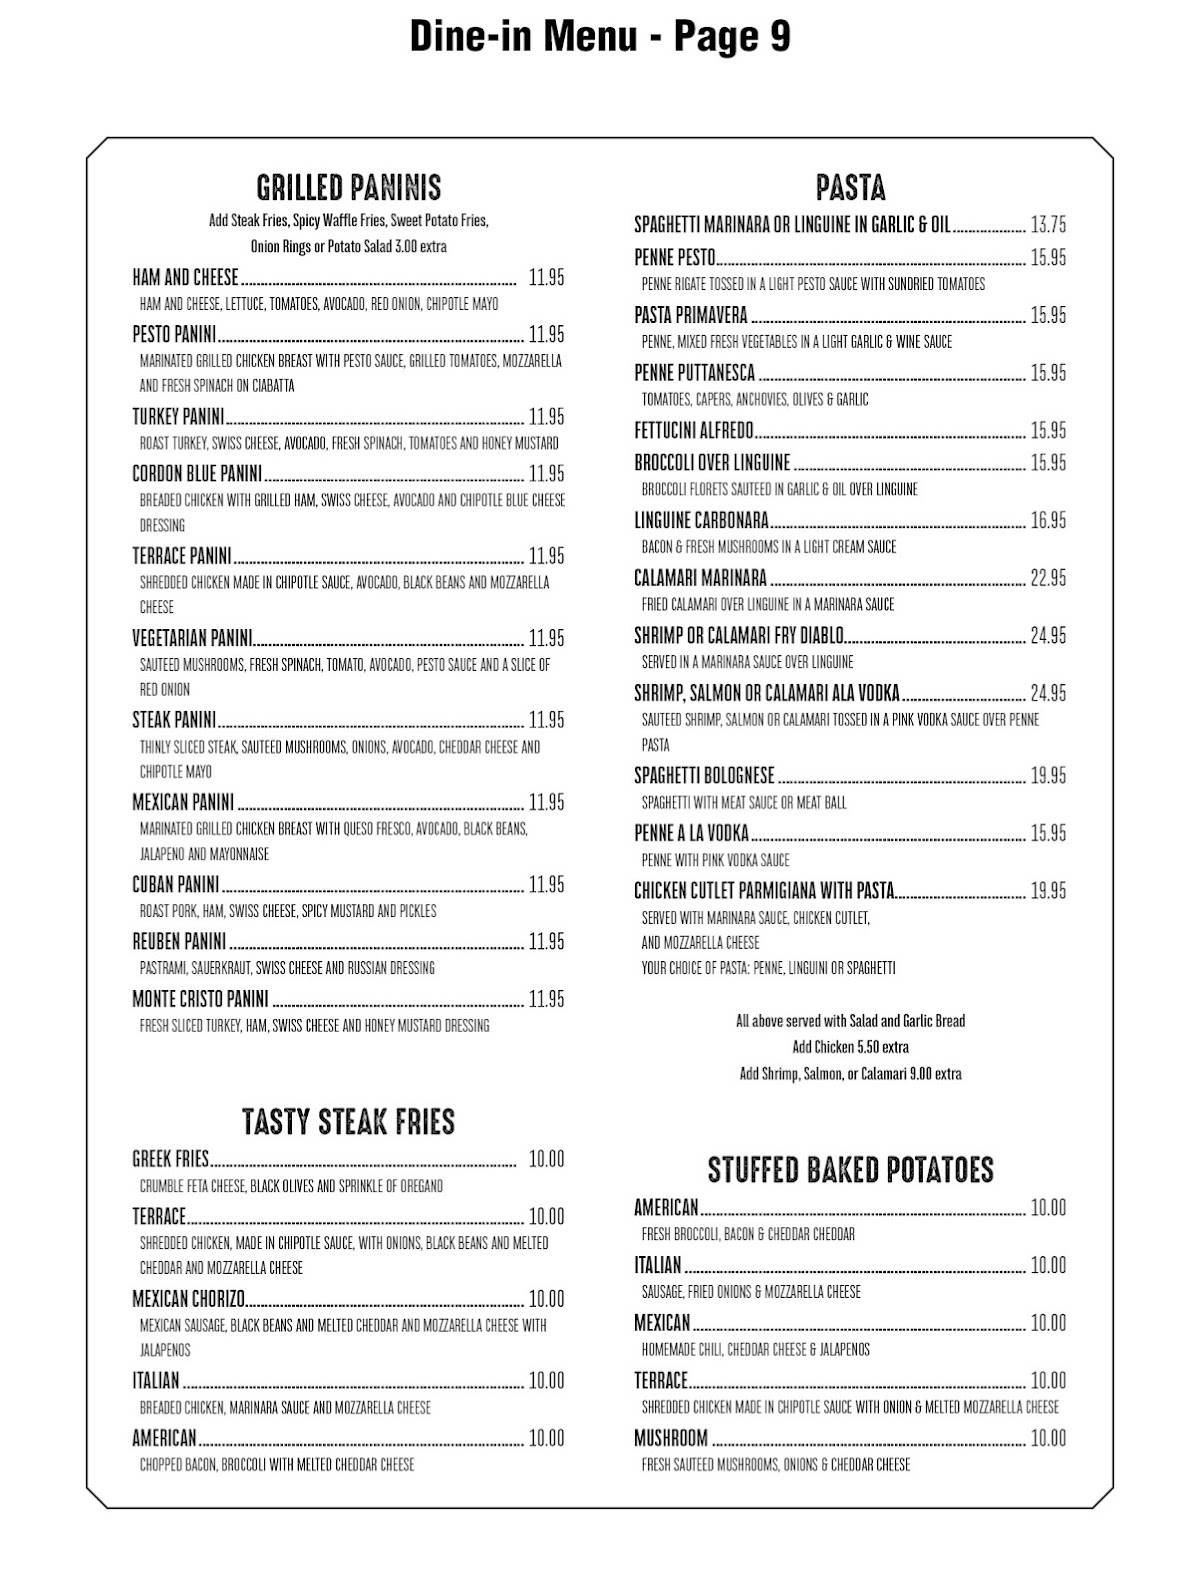 Dine-in Menu - Page 9
GRILLED PANINIS
Add Steak Fries, Spicy Waffle Fries, Sweet Potato Fries,
Onion Rings or Potato Salad 3.00 extra
HAM AND CHEESE 11.95
HAM AND CHEESE, LETTUCE, TOMATOES, AVOCADO, RED ONION, CHIPOTLE MAYO
PESTO PANINI 11.95
MARINATED GRILLED CHICKEN BREAST WITH PESTO SAUCE, GRILLED TOMATOES, MOZZARELLA
AND FRESH SPINACH ON CIABATTA
TURKEY PANINI 11.95
ROAST TURKEY, SWISS CHEESE, AVOCADO, FRESH SPINACH, TOMATOES AND HONEY MUSTARD
CORDON BLUE PANINI 11.95
BREADED CHICKEN WITH GRILLED HAM, SWISS CHEESE, AVOCADO AND CHIPOTLE BLUE CHEESE
DRESSING
TERRACE PANINI 11.95
SHREDDED CHICKEN MADE IN CHIPOTLE SAUCE, AVOCADO, BLACK BEANS AND MOZZARELLA
CHEESE
VEGETARIAN PANINI 11.95
SAUTEED MUSHROOMS, FRESH SPINACH, TOMATO, AVOCADO, PESTO SAUCE AND A SLICE OF
RED ONION
STEAK PANINI 11.95
THINLY SLICED STEAK, SAUTEED MUSHROOMS, ONIONS, AVOCADO, CHEDDAR CHEESE AND
CHIPOTLE MAYO
MEXICAN PANINI 11.95
MARINATED GRILLED CHICKEN BREAST WITH QUESO FRESCO, AVOCADO, BLACK BEANS,
JALAPENO AND MAYONNAISE
CUBAN PANINI 11.95
ROAST PORK, HAM, SWISS CHEESE, SPICY MUSTARD AND PICKLES
REUBEN PANINI 11.95
PASTRAMI, SAUERKRAUT, SWISS CHEESE AND RUSSIAN DRESSING
MONTE CRISTO PANINI 11.95
FRESH SLICED TURKEY, HAM, SWISS CHEESE AND HONEY MUSTARD DRESSING
TASTY STEAK FRIES
GREEK FRIES 10.00
CRUMBLE FETA CHEESE, BLACK OLIVES AND SPRINKLE OF OREGANO
TERRACE 10.00
SHREDDED CHICKEN, MADE IN CHIPOTLE SAUCE, WITH ONIONS, BLACK BEANS AND MELTED
CHEDDAR AND MOZZARELLA CHEESE
MEXICAN CHORIZO 10.00
MEXICAN SAUSAGE, BLACK BEANS AND MELTED CHEDDAR AND MOZZARELLA CHEESE WITH
JALAPENOS
ITALIAN 10.00
BREADED CHICKEN, MARINARA SAUCE AND MOZZARELLA CHEESE
AMERICAN 10.00
CHOPPED BACON, BROCCOLI WITH MELTED CHEDDAR CHEESE
PASTA
SPAGHETTI MARINARA OR LINGUINE IN GARLIC & OIL 13.75
PENNE PESTO 15.95
PENNE RIGATE TOSSED IN A LIGHT PESTO SAUCE WITH SUNDRIED TOMATOES
PASTA PRIMAVERA 15.95
PENNE, MIXED FRESH VEGETABLES IN A LIGHT GARLIC & WINE SAUCE
PENNE PUTTANESCA 15.95
TOMATOES, CAPERS, ANCHOVIES, OLIVES & GARLIC
FETTUCINI ALFREDO 15.95
BROCCOLI OVER LINGUINE 15.95
BROCCOLI FLORETS SAUTEED IN GARLIC & OIL OVER LINGUINE
LINGUINE CARBONARA 16.95
BACON & FRESH MUSHROOMS IN A LIGHT CREAM SAUCE
CALAMARI MARINARA 22.95
FRIED CALAMARI OVER LINGUINE IN A MARINARA SAUCE
SHRIMP OR CALAMARI FRY DIABLO 24.95
SERVED IN A MARINARA SAUCE OVER LINGUINE
SHRIMP, SALMON OR CALAMARI ALA VODKA 24.95
SAUTEED SHRIMP, SALMON OR CALAMARI TOSSED IN A PINK VODKA SAUCE OVER PENNE
PASTA
SPAGHETTI BOLOGNESE 19.95
SPAGHETTI WITH MEAT SAUCE OR MEAT BALL
PENNE A LA VODKA 15.95
PENNE WITH PINK VODKA SAUCE
CHICKEN CUTLET PARMIGIANA WITH PASTA 19.95
SERVED WITH MARINARA SAUCE, CHICKEN CUTLET,
AND MOZZARELLA CHEESE
YOUR CHOICE OF PASTA: PENNE, LINGUINI OR SPAGHETTI
All above served with Salad and Garlic Bread
Add Chicken 5.50 extra
Add Shrimp, Salmon, or Calamari 9.00 extra
STUFFED BAKED POTATOES
AMERICAN 10.00
FRESH BROCCOLI, BACON & CHEDDAR CHEDDAR
ITALIAN 10.00
SAUSAGE, FRIED ONIONS & MOZZARELLA CHEESE
MEXICAN 10.00
HOMEMADE CHILI, CHEDDAR CHEESE & JALAPENOS
TERRACE 10.00
SHREDDED CHICKEN MADE IN CHIPOTLE SAUCE WITH ONION & MELTED MOZZARELLA CHEESE
MUSHROOM 10.00
FRESH SAUTEED MUSHROOMS, ONIONS & CHEDDAR CHEESE